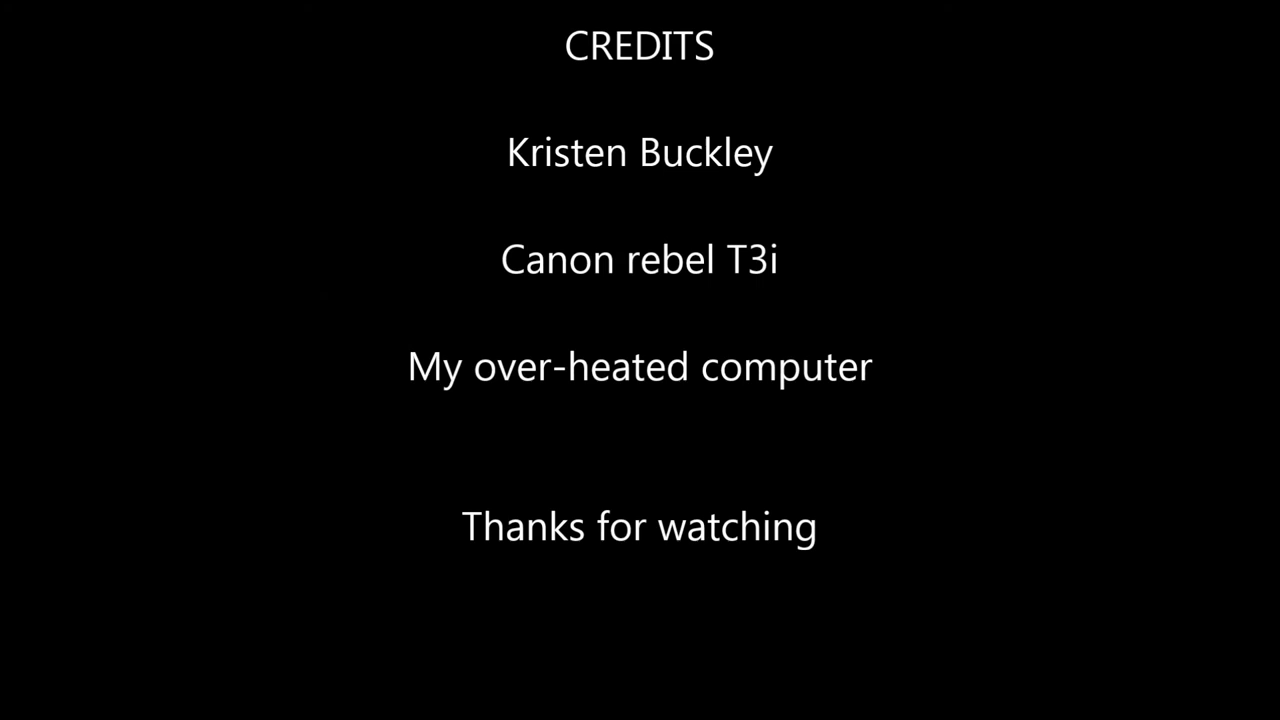 CREDITS
Kristen Buckley
Canon rebel T3i
My over-heated computer
Thanks for watching